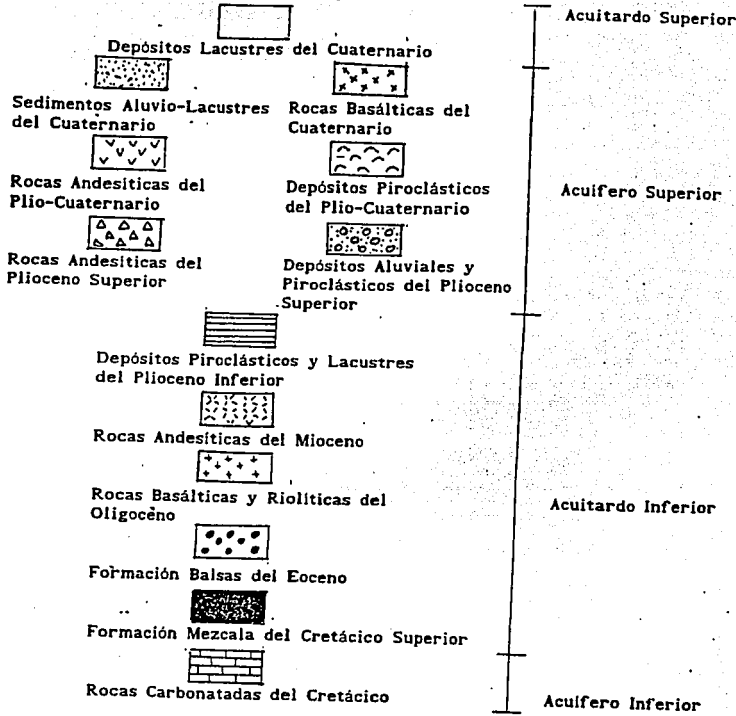 Acuitardo Superior
Depósitos Lacustres del Cuaternario
Sedimentos Aluvio-Lacustres
del Cuaternario
Rocas Basálticas del
Cuaternario
Rocas Andesíticas del
Plio-Cuaternario
Depósitos Piroclásticos
del Plio-Cuaternario
Acuífero Superior
Rocas Andesíticas del
Plioceno Superior
Depósitos Aluviales y
Piroclásticos del Plioceno
Superior
Depósitos Piroclásticos y Lacustres
del Plioceno Inferior
Rocas Andesíticas del Mioceno
Rocas Basálticas y Riolíticas del
Oligoceno
Acuitardo Inferior
Formación Balsas del Eoceno
Formación Mezcala del Cretácico Superior
Rocas Carbonatadas del Cretácico
Acuífero Inferior